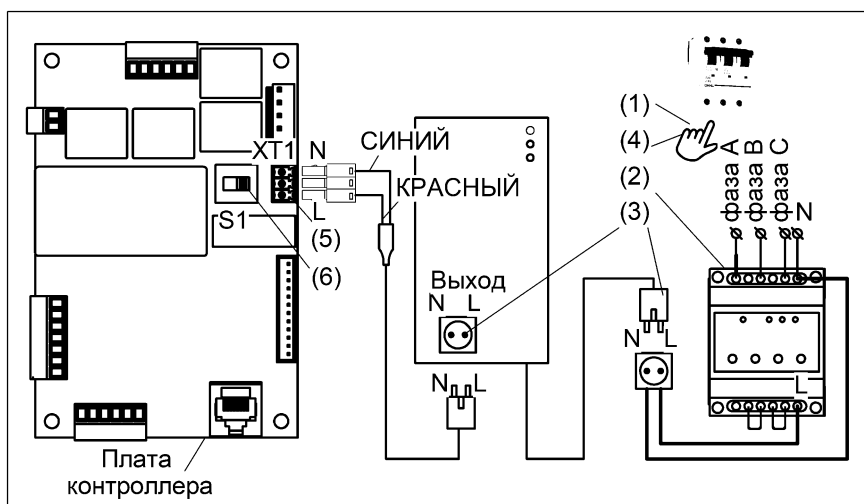 XT1
N
СИНИЙ
КРАСНЫЙ
L
S1
(5)
(6)
(1)
(4)
(2)
(3)
фаза A
фаза B
фаза C
N
Выход
N L
N L
N L
L
Плата
контроллера